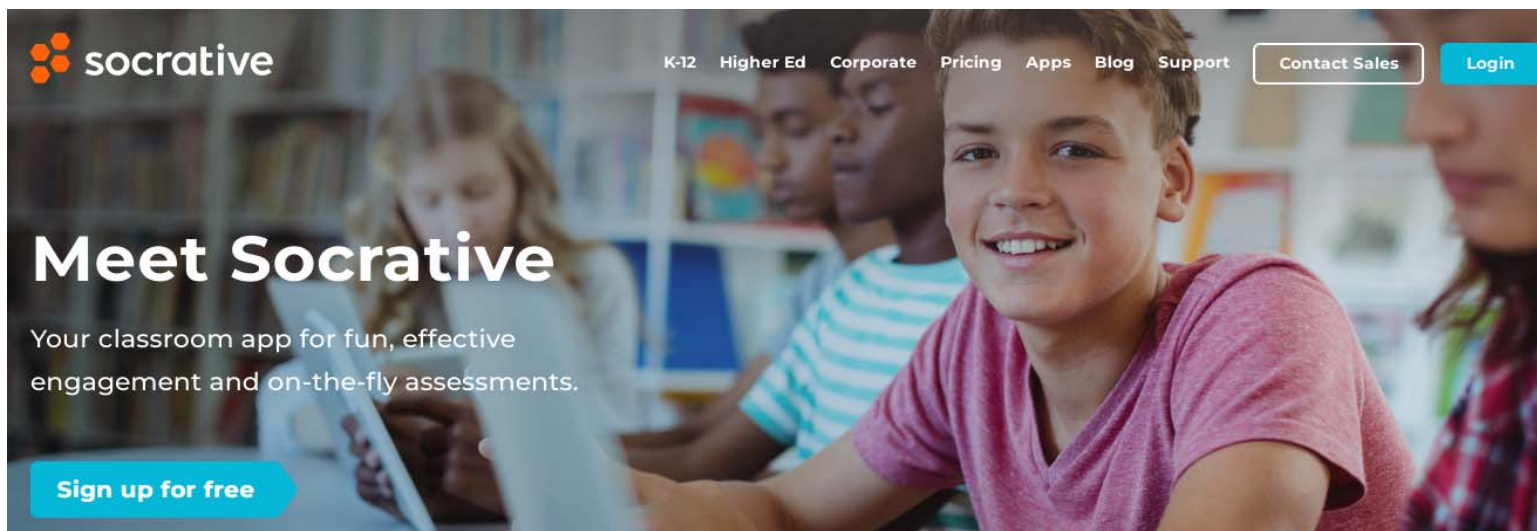 socrative
K-12 Higher Ed Corporate Pricing Apps Blog Support Contact Sales Login
Meet Socrative
Your classroom app for fun, effective
engagement and on-the-fly assessments.
Sign up for free